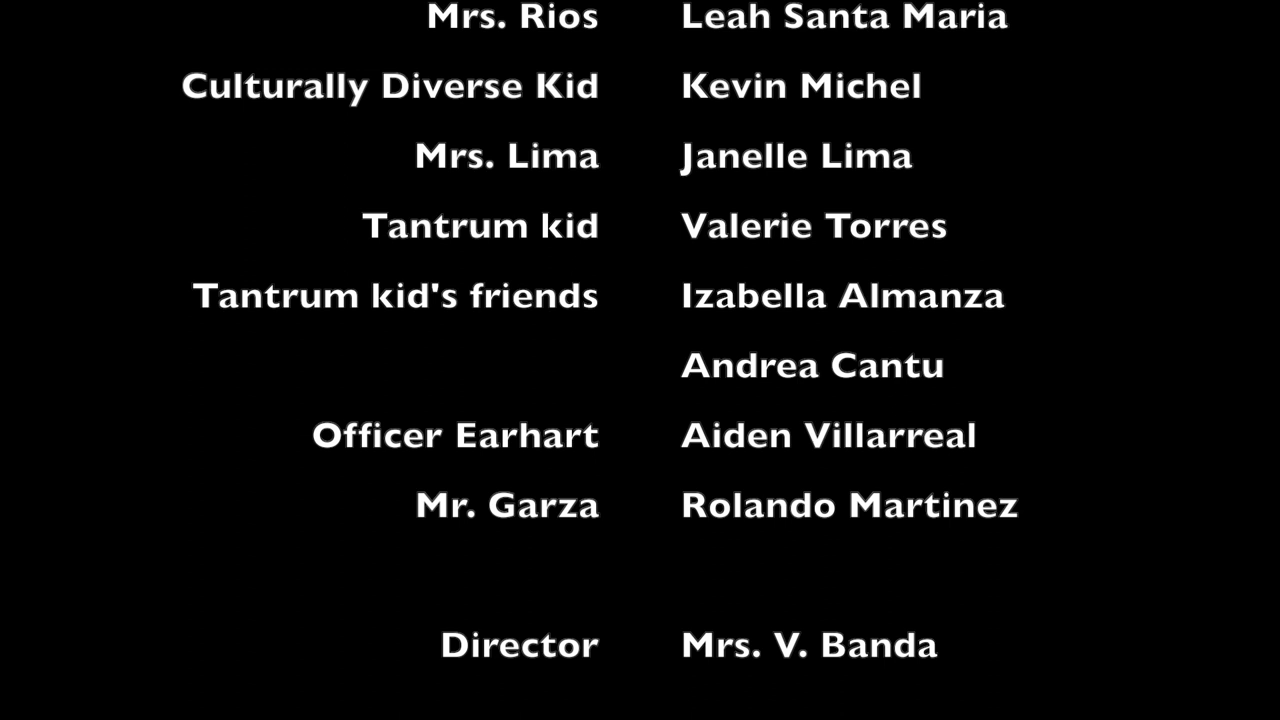 Mrs. Rios Leah Santa Maria
Culturally Diverse Kid Kevin Michel
Mrs. Lima Janelle Lima
Tantrum kid Valerie Torres
Tantrum kid's friends Izabella Almanza
Andrea Cantu
Officer Earhart Aiden Villarreal
Mr. Garza Rolando Martinez
Director Mrs. V. Banda